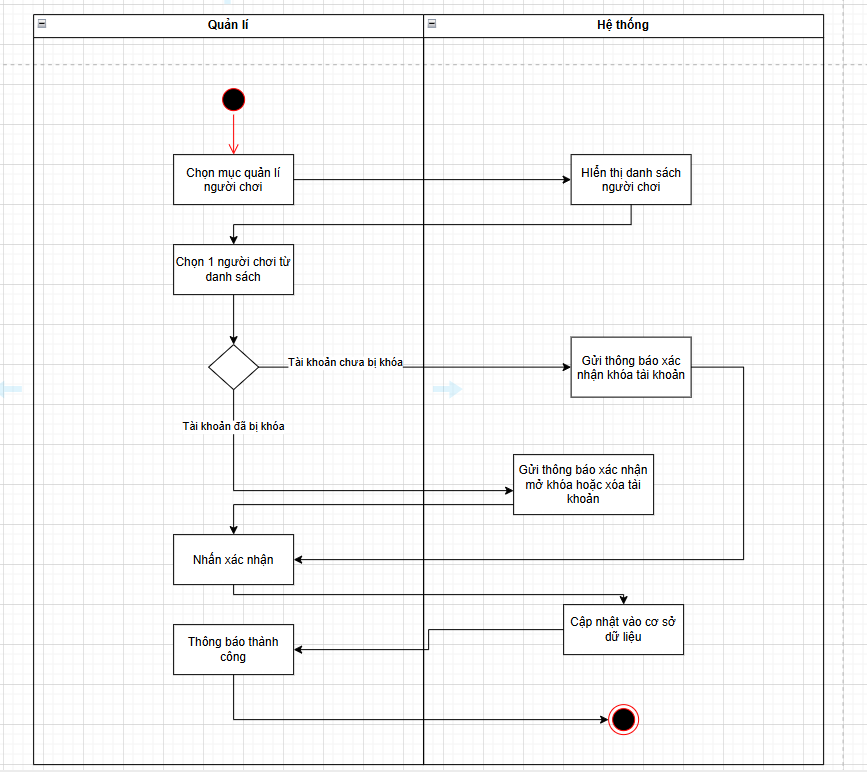 Quản lí
Hệ thống
Chọn mục quản lí
người chơi
HIển thị danh sách
người chơi
Chọn 1 người chơi từ
danh sách
Tài khoản chưa bị khóa
Gửi thông báo xác
nhận khóa tài khoản
Tài khoản đã bị khóa
Gửi thông báo xác nhận
mở khóa hoặc xóa tài
khoản
Nhấn xác nhận
Cập nhật vào cơ sở
dữ liệu
Thông báo thành
công